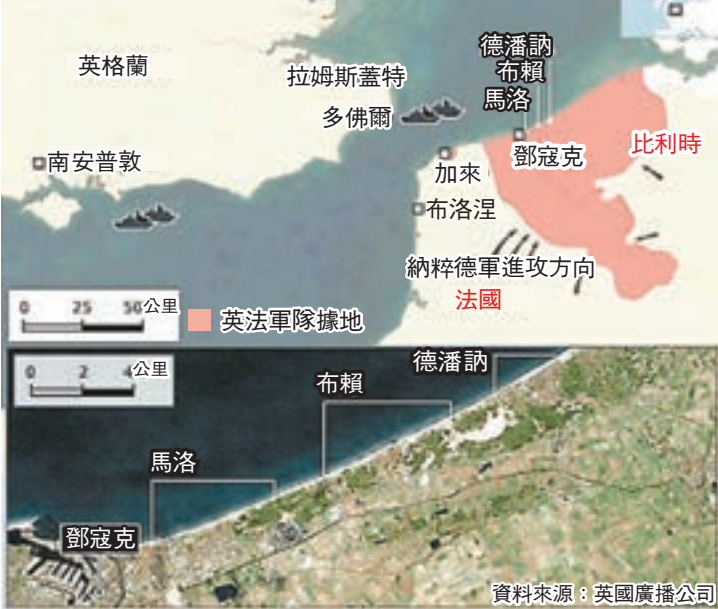 英格蘭
拉姆斯蓋特
多佛爾
德潘訥
布賴
馬洛
鄧寇克
比利時
南安普敦
加來
布洛涅
納粹德軍進攻方向
法國
0 25 50公里
英法軍隊據地
0 2 4公里
德潘訥
布賴
馬洛
鄧寇克
資料來源：英國廣播公司